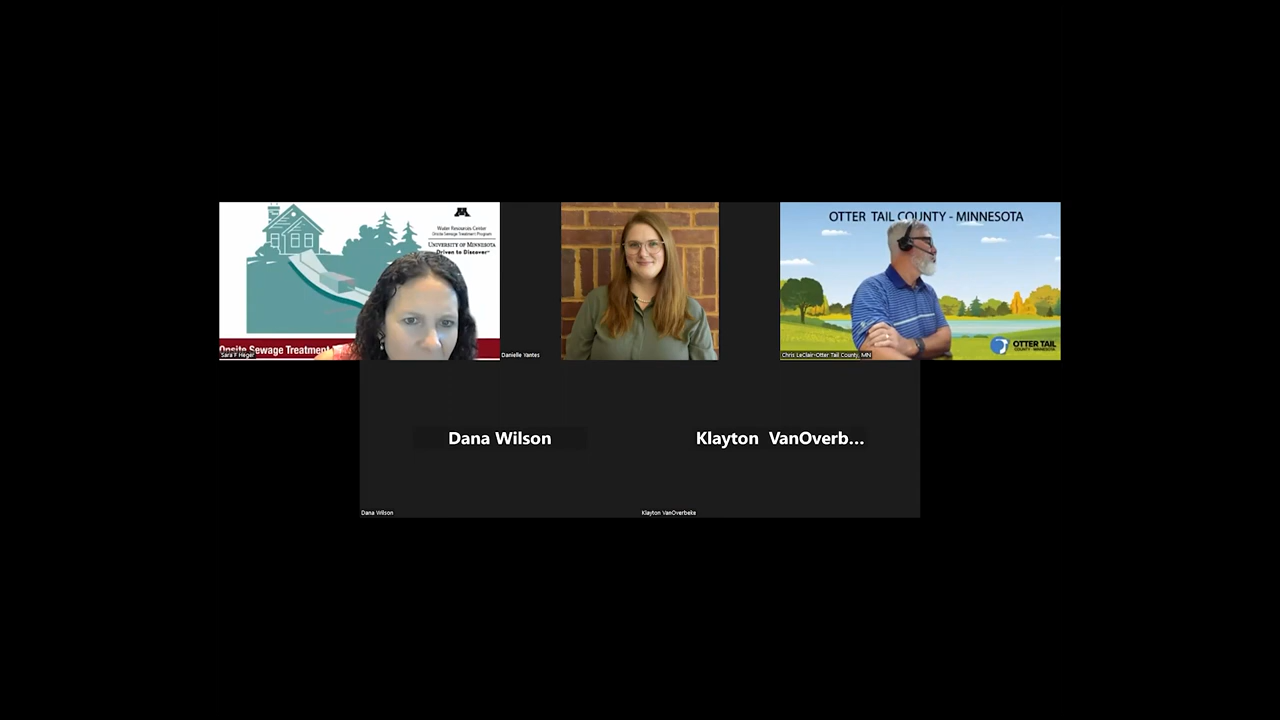 Water Resources Center
Onsite Sewage Treatment Program
UNIVERSITY OF MINNESOTA
Driven to Discover
Onsite Sewage Treatment
Sara F Heger
Danielle Yantes
OTTER TAIL COUNTY - MINNESOTA
OTTER TAIL
COUNTY - MINNESOTA
Chris LeClair-Otter Tail County, MN
Dana Wilson
Klayton VanOverb...
Dana Wilson
Klayton VanOverbeke